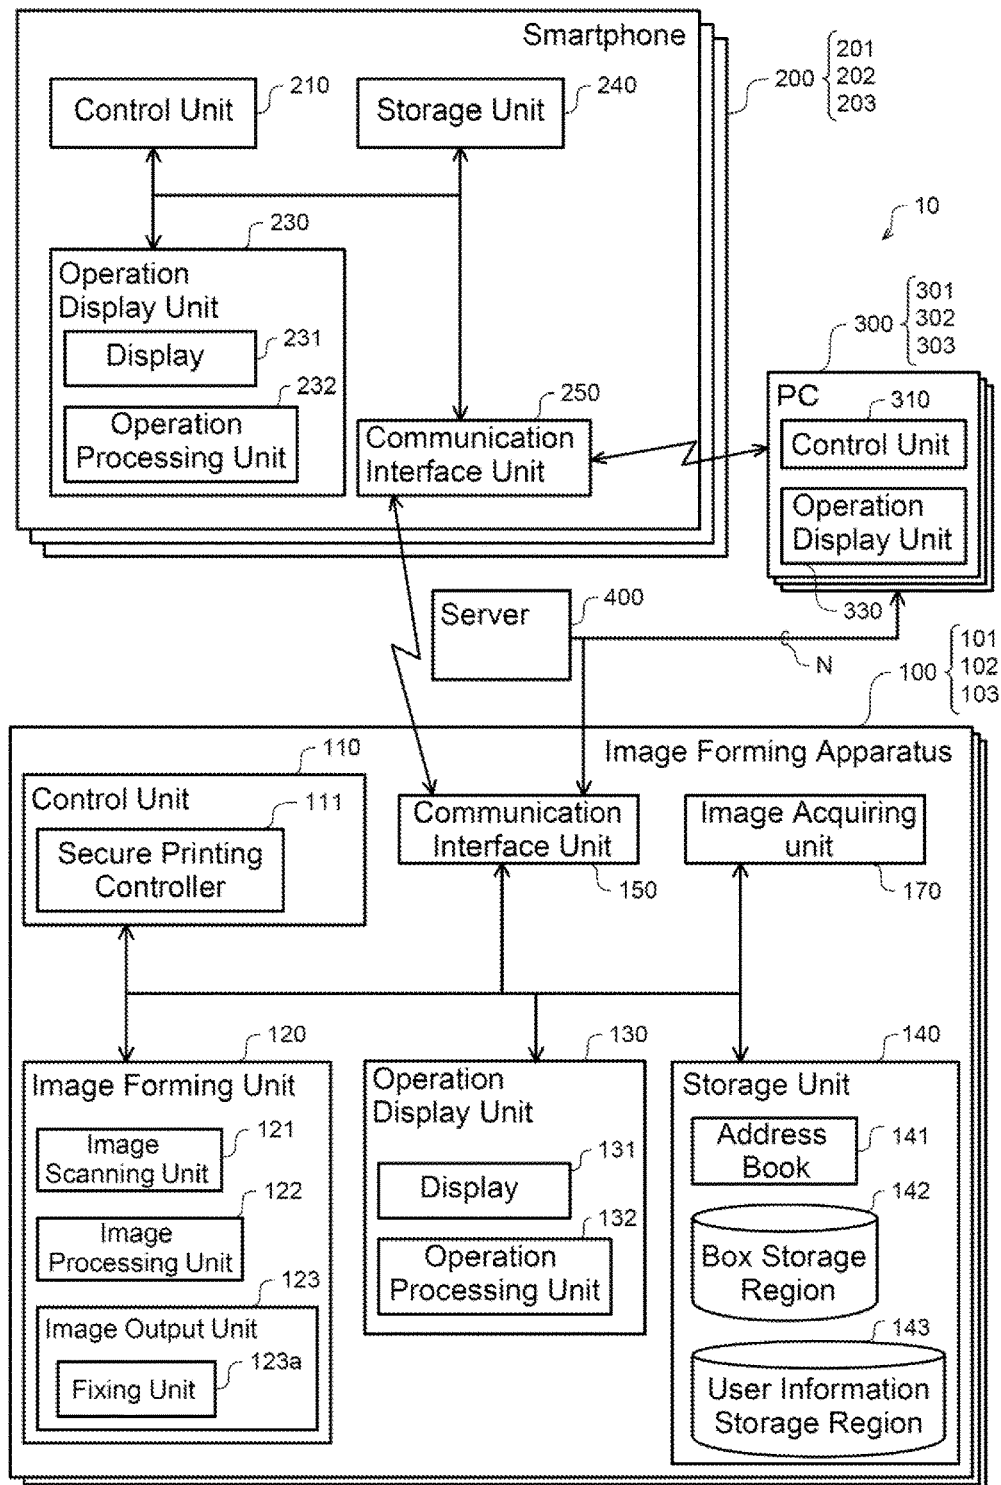 Smartphone
200
201
202
203
Control Unit
210
Storage Unit
240
10
230
Operation
Display Unit
Display
231
232
Operation
Processing Unit
250
Communication
Interface Unit
300
301
302
303
PC
310
Control Unit
Operation
Display Unit
330
Server
400
N
100
101
102
103
Image Forming Apparatus
110
Control Unit
111
Secure Printing
Controller
Communication
Interface Unit
150
Image Acquiring
unit
170
120
Image Forming Unit
Image
Scanning Unit
121
122
Image
Processing Unit
123
Image Output Unit
123a
Fixing Unit
130
Operation
Display Unit
131
Display
132
Operation
Processing Unit
140
Storage Unit
Address
Book
141
142
Box Storage
Region
143
User Information
Storage Region